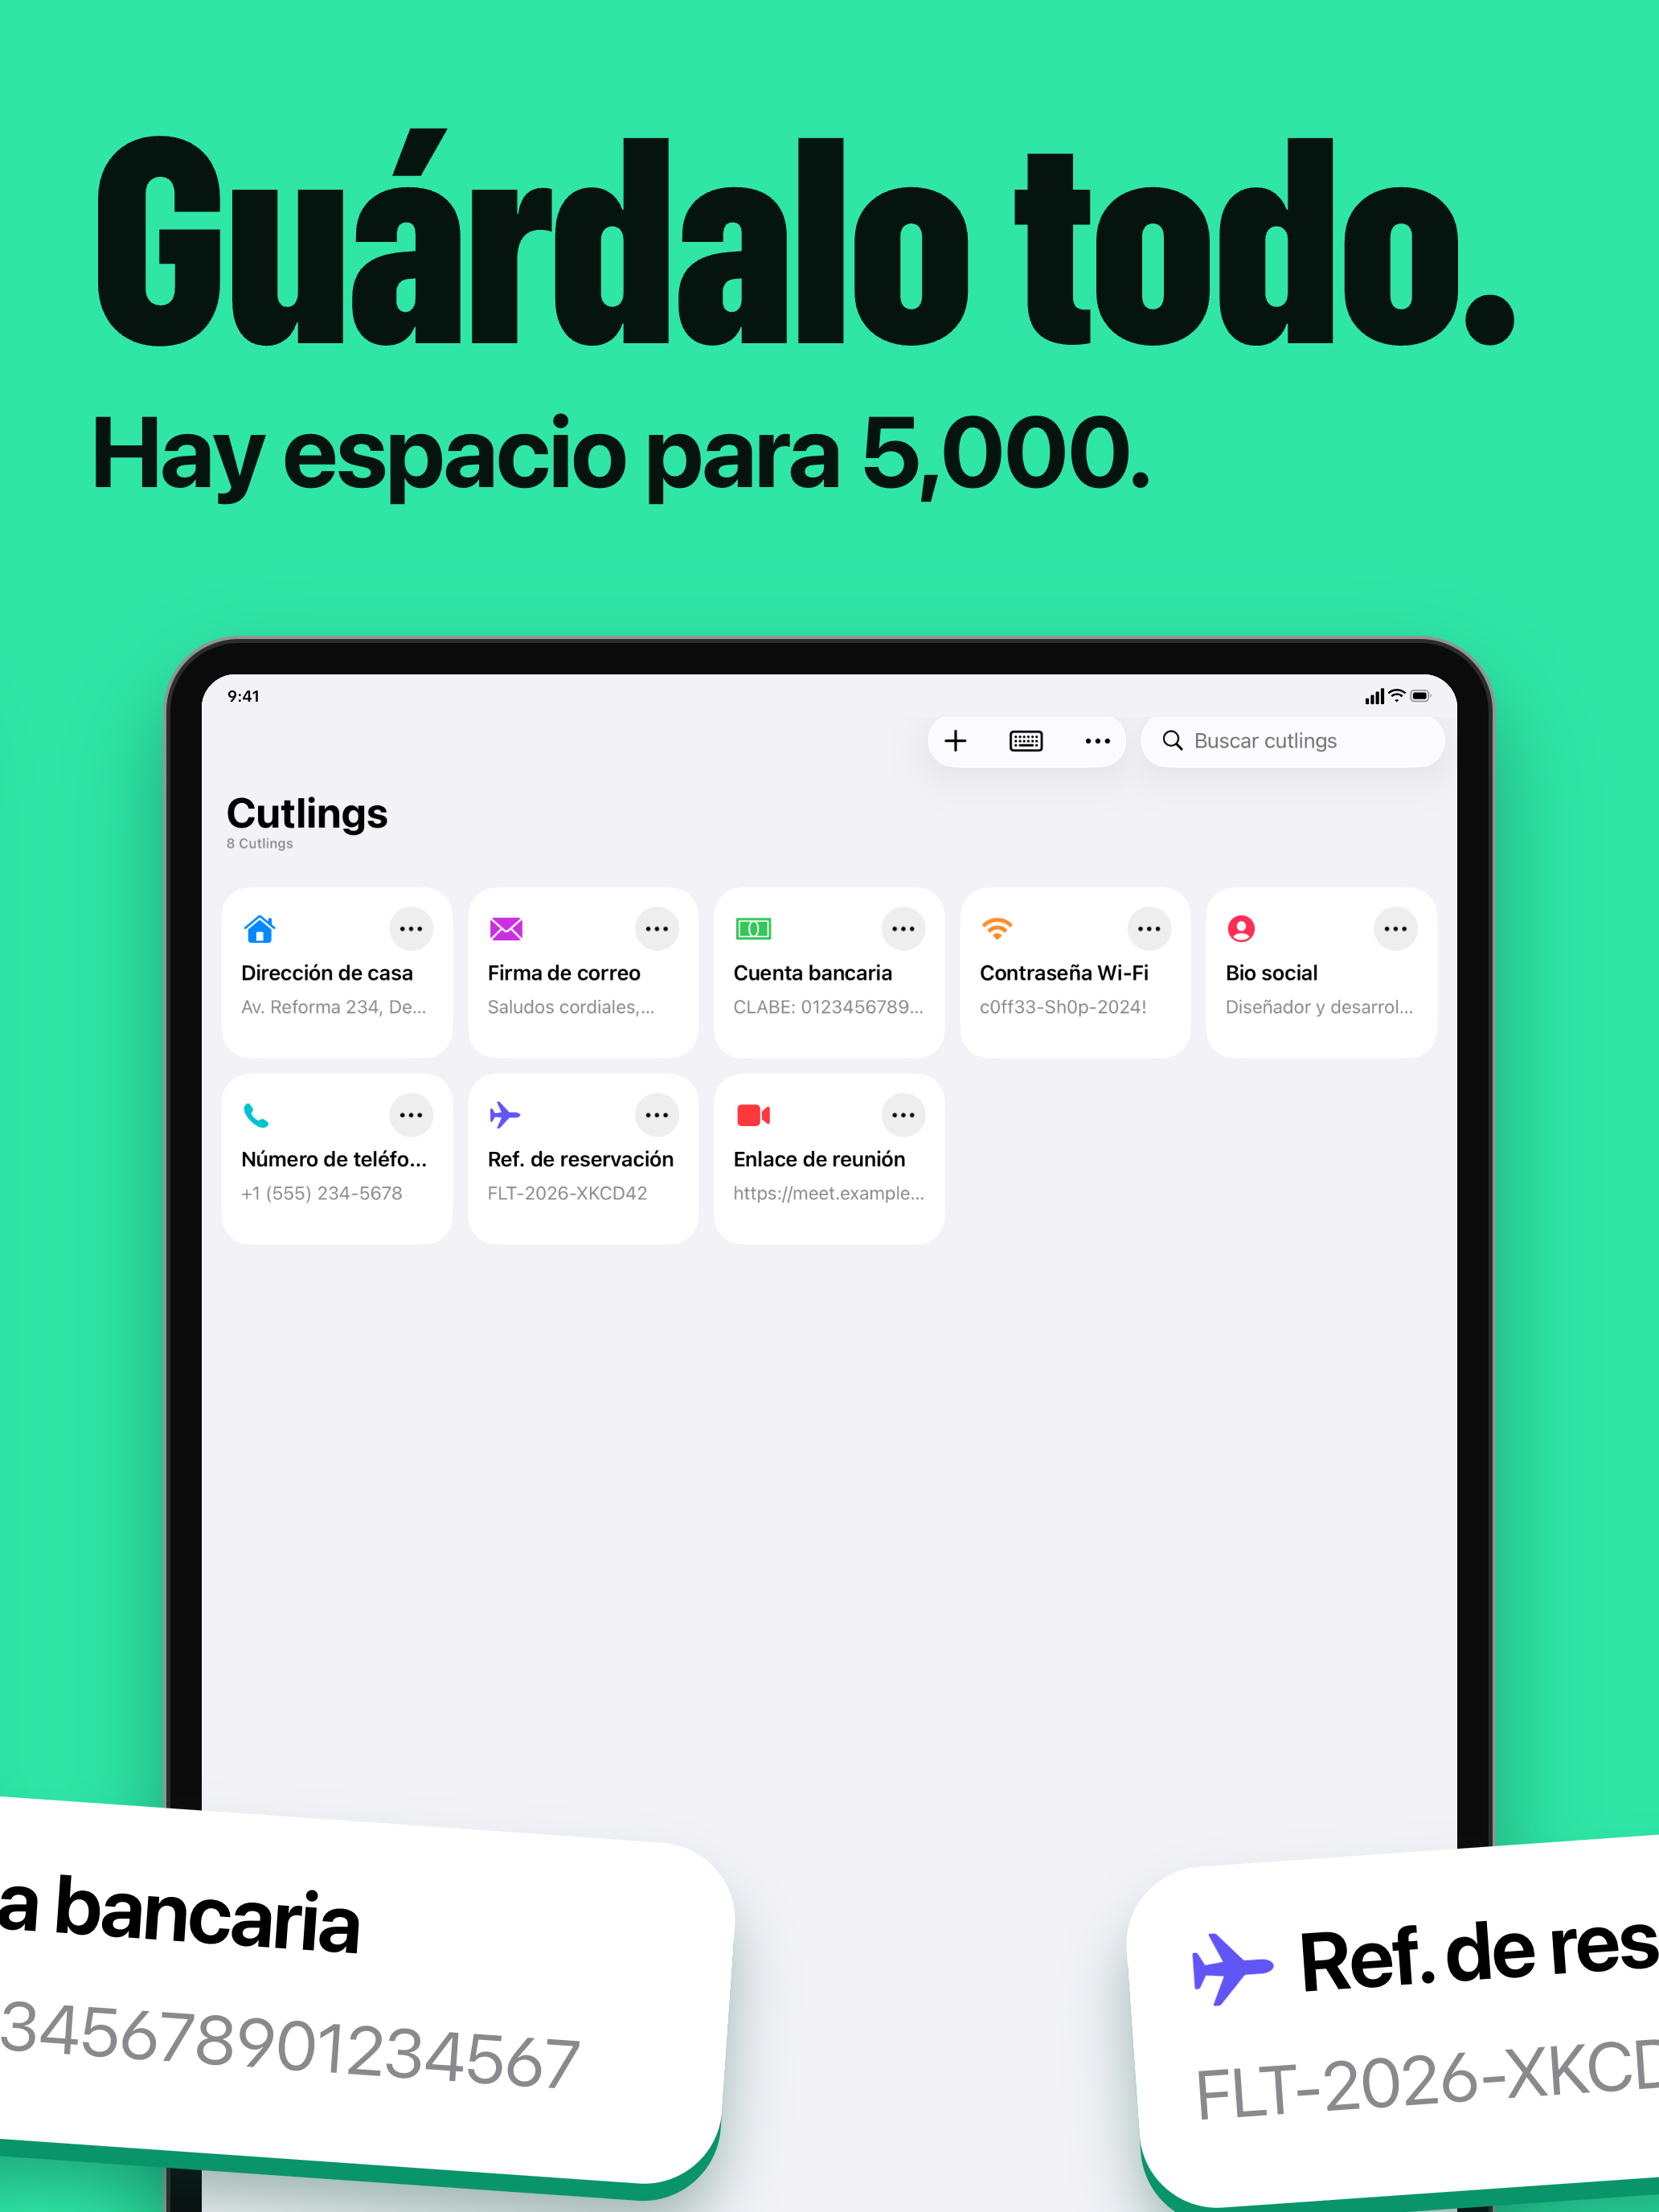 Guárdalo todo.
Hay espacio para 5,000.
9:41
Buscar cutlings
Cutlings
8 Cutlings
Dirección de casa
Av. Reforma 234, De...
Firma de correo
Saludos cordiales,...
Cuenta bancaria
CLABE: 0123456789...
Contraseña Wi-Fi
c0ff33-Sh0p-2024!
Bio social
Diseñador y desarrol...
Número de teléfo...
+1 (555) 234-5678
Ref. de reservación
FLT-2026-XKCD42
Enlace de reunión
https://meet.example...
a bancaria
345678901234567
Ref. de res
FLT-2026-XKCD